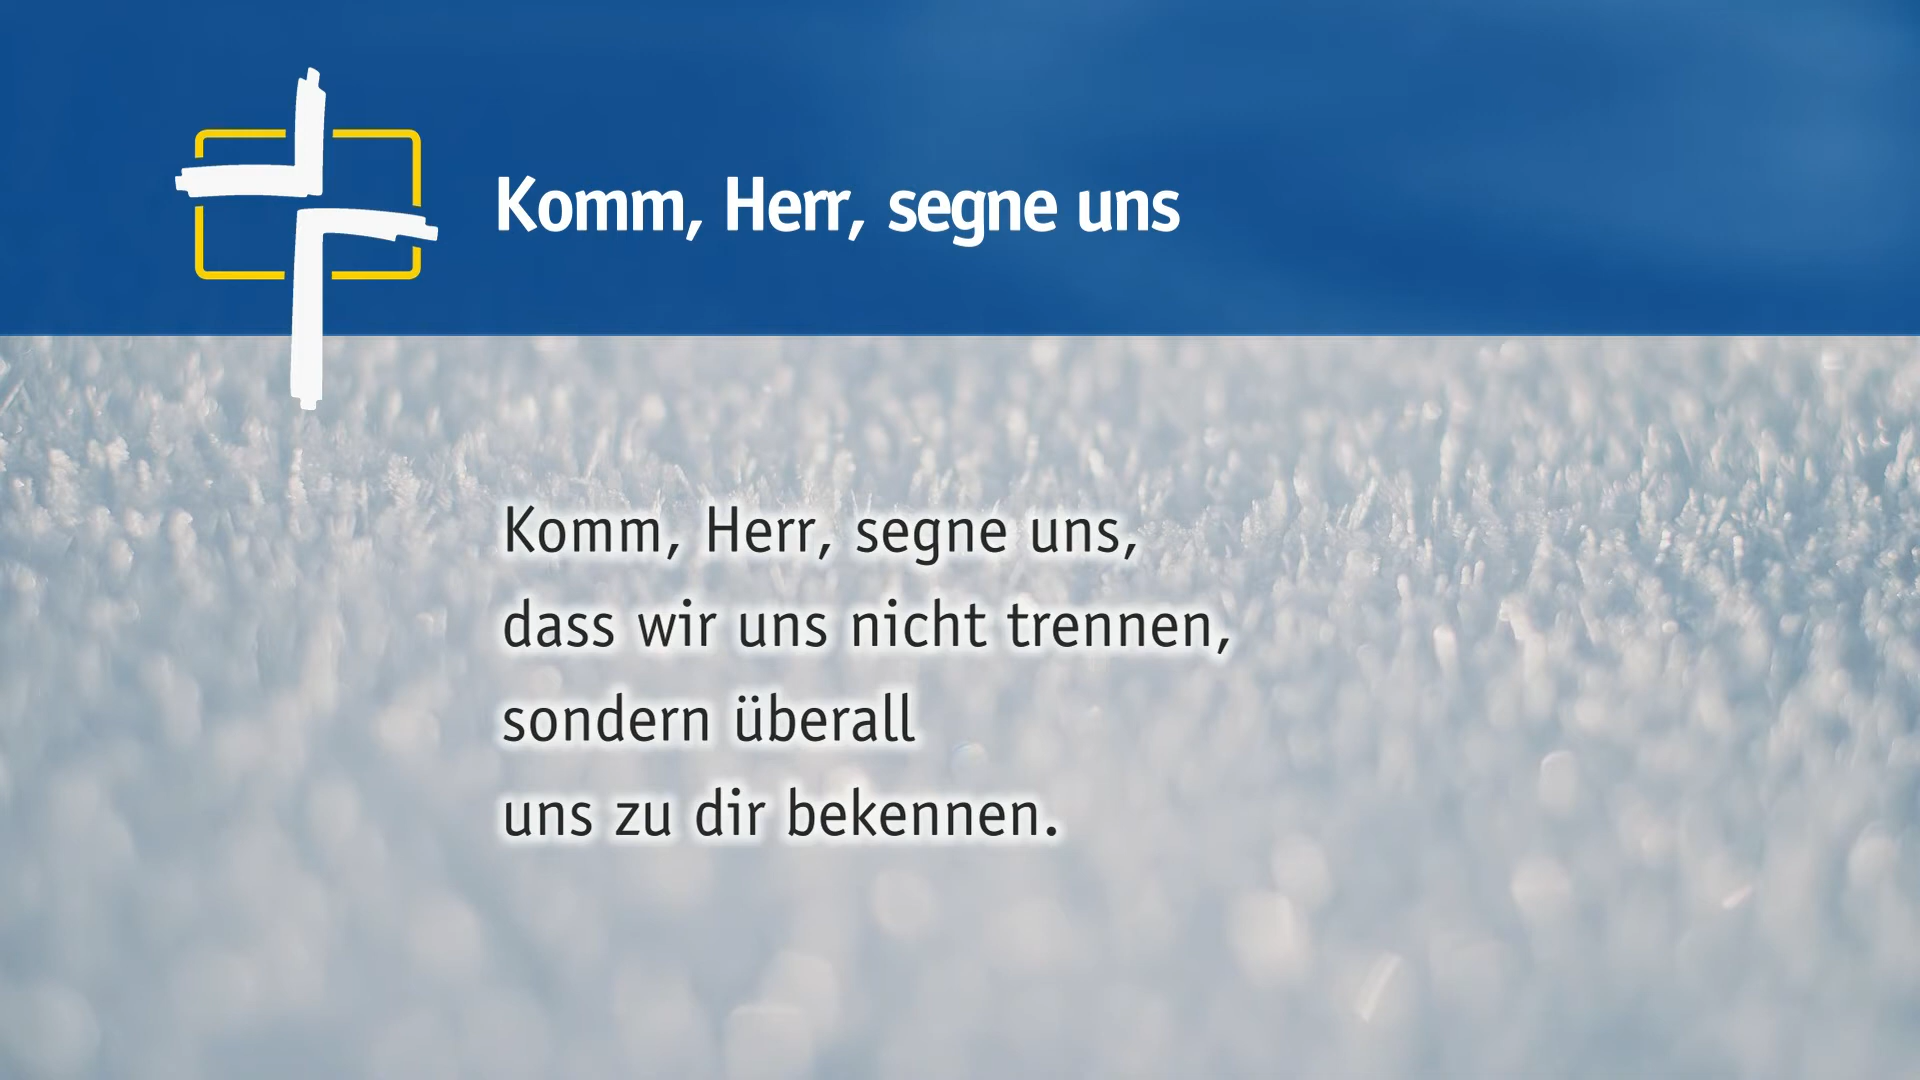 Komm, Herr, segne uns
Komm, Herr, segne uns,
dass wir uns nicht trennen,
sondern überall
uns zu dir bekennen.